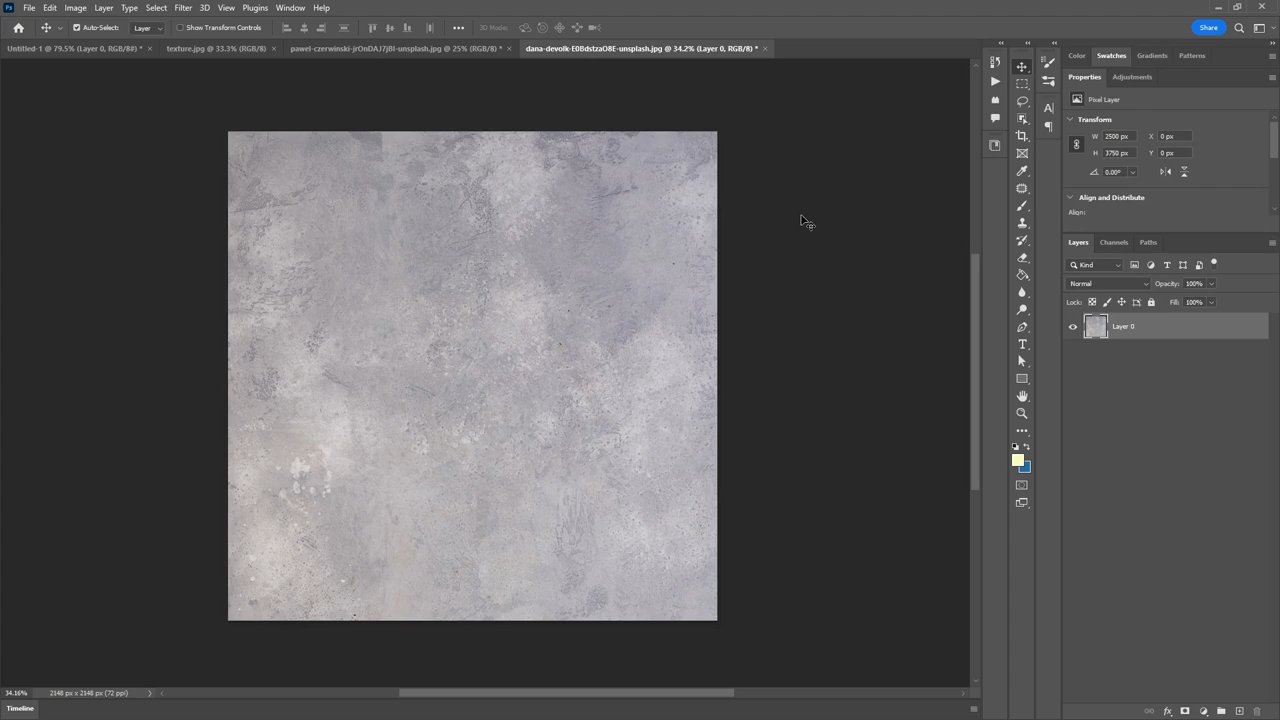 Ps File Edit Image Layer Type Select Filter 3D View Plugins Window Help
Auto-Select: Layer Show Transform Controls 3D Mode: Share
Untitled-1 @ 79.5% (Layer 0, RGB/8#) * × texture.jpg @ 33.3% (RGB/8) × pawel-czerwinski-jrOnDAJ7jBI-unsplash.jpg @ 25% (RGB/8) * × dana-devolk-E0BdstzaO8E-unsplash.jpg @ 34.2% (Layer 0, RGB/8) * ×
Color Swatches Gradients Patterns
Properties Adjustments
Pixel Layer
Transform
W 2500 px X 0 px
H 3750 px Y 0 px
0.00°
Align and Distribute
Align:
Layers Channels Paths
Kind
Normal Opacity: 100%
Lock: Fill: 100%
Layer 0
34.16% 2148 px x 2148 px (72 ppi)
Timeline